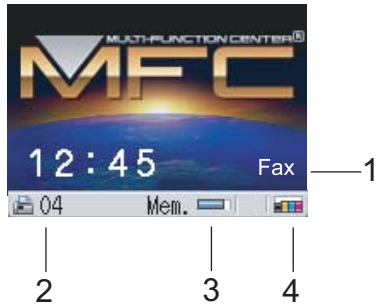 MULTI-FUNCTION CENTER®
MFC
12:45
Fax
1
04 Mem.
2 3 4